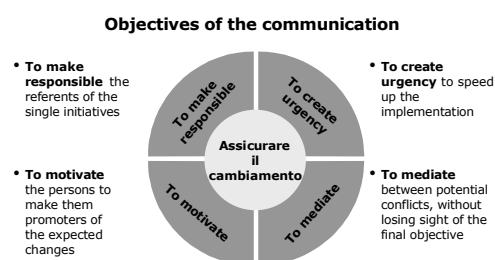 Objectives of the communication
• To make
responsible the
referents of the
single initiatives
To make
responsible
To create
urgency
• To create
urgency to speed
up the
implementation
Assicurare
il
cambiamento
• To motivate
the persons to
make them
promoters of
the expected
changes
To motivate
To mediate
• To mediate
between potential
conflicts, without
losing sight of the
final objective